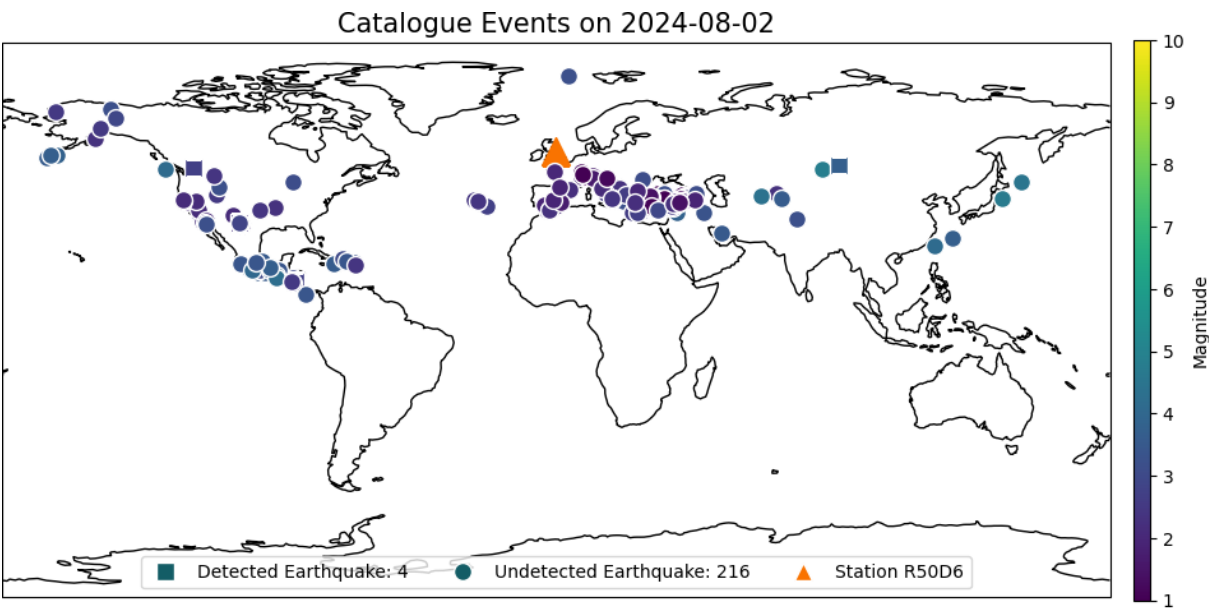 Catalogue Events on 2024-08-02
10
9
8
7
6
5
4
3
2
1
Magnitude
Detected Earthquake: 4
Undetected Earthquake: 216
Station R50D6